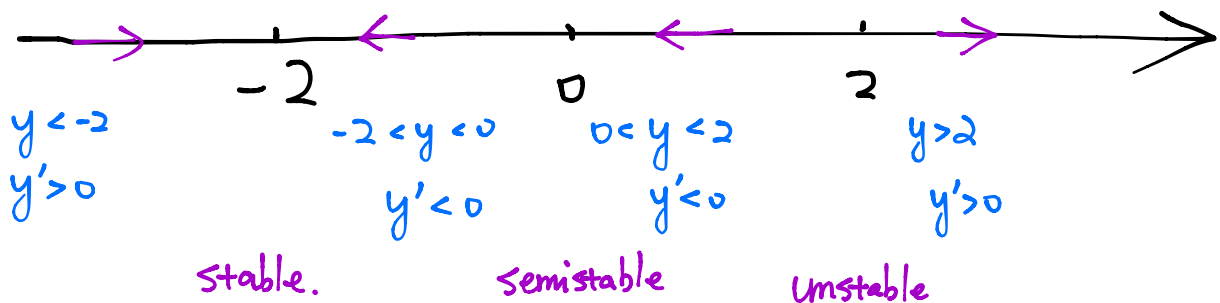 -2 0 2
y < -2 -2 < y < 0 0 < y < 2 y > 2
y' > 0 y' < 0 y' < 0 y' > 0
stable. semistable unstable